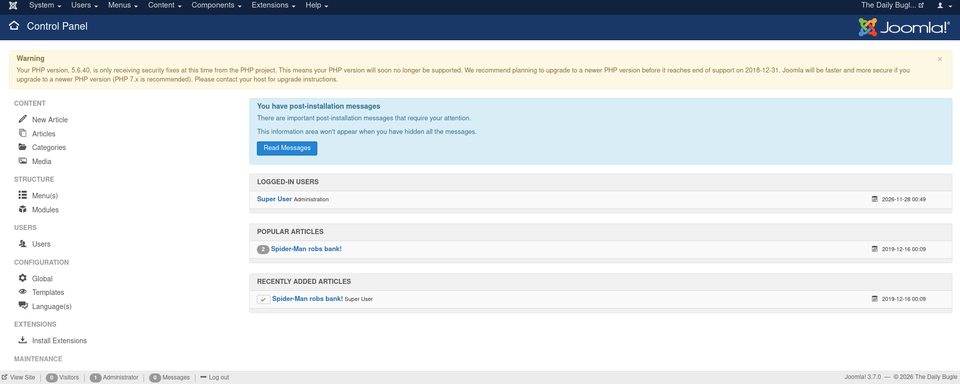 System Users Menus Content Components Extensions Help The Daily Bugl...
Control Panel Joomla!
Warning
Your PHP version, 5.6.40, is only receiving security fixes at this time from the PHP project. This means your PHP version will soon no longer be supported. We recommend planning to upgrade to a newer PHP version before it reaches end of support on 2018-12-31. Joomla will be faster and more secure if you
upgrade to a newer PHP version (PHP 7.x is recommended). Please contact your host for upgrade instructions.
×
CONTENT
New Article
Articles
Categories
Media
STRUCTURE
Menu(s)
Modules
USERS
Users
CONFIGURATION
Global
Templates
Language(s)
EXTENSIONS
Install Extensions
MAINTENANCE
You have post-installation messages
There are important post-installation messages that require your attention.
This information area won't appear when you have hidden all the messages.
Read Messages
LOGGED-IN USERS
Super User Administration 2026-11-28 00:49
POPULAR ARTICLES
2 Spider-Man robs bank! 2019-12-16 00:09
RECENTLY ADDED ARTICLES
Spider-Man robs bank! Super User 2019-12-16 00:09
View Site 0 Visitors 1 Administrator 0 Messages Log out Joomla! 3.7.0 — © 2026 The Daily Bugle